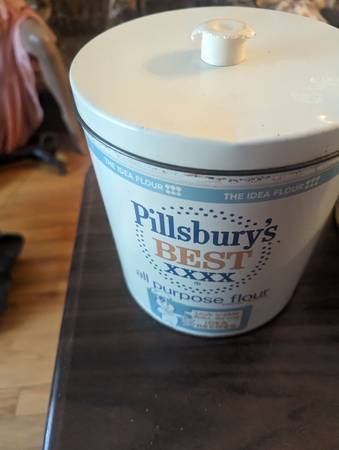 THE IDEA FLOUR
THE IDEA FLOUR
Pillsbury's
BEST
XXXX
®
all purpose flour